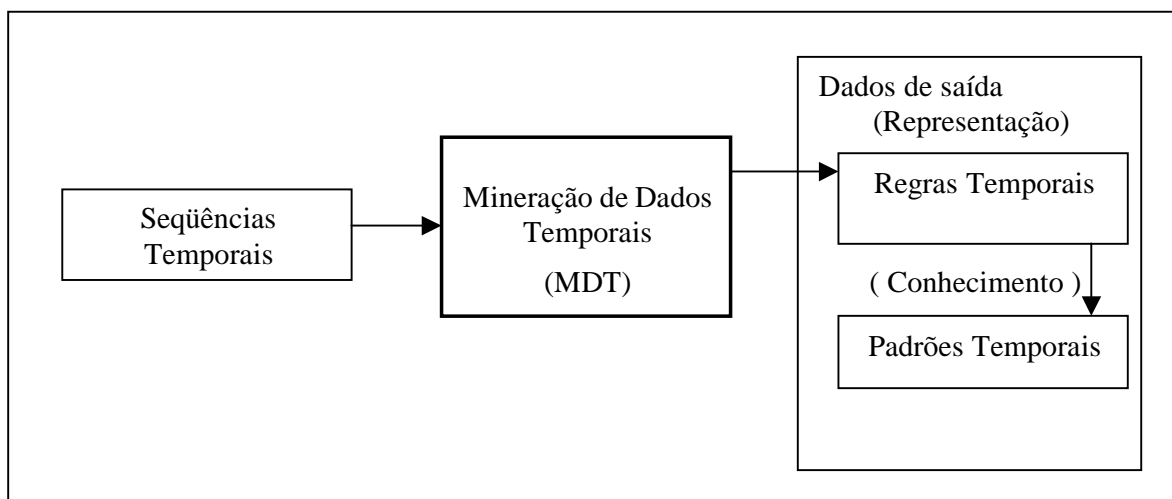 Seqüências
Temporais
Mineração de Dados
Temporais
(MDT)
Dados de saída
(Representação)
Regras Temporais
( Conhecimento )
Padrões Temporais